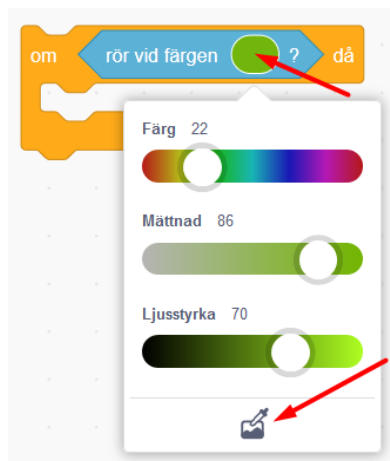 om rör vid färgen ? då
Färg 22
Mättnad 86
Ljusstyrka 70